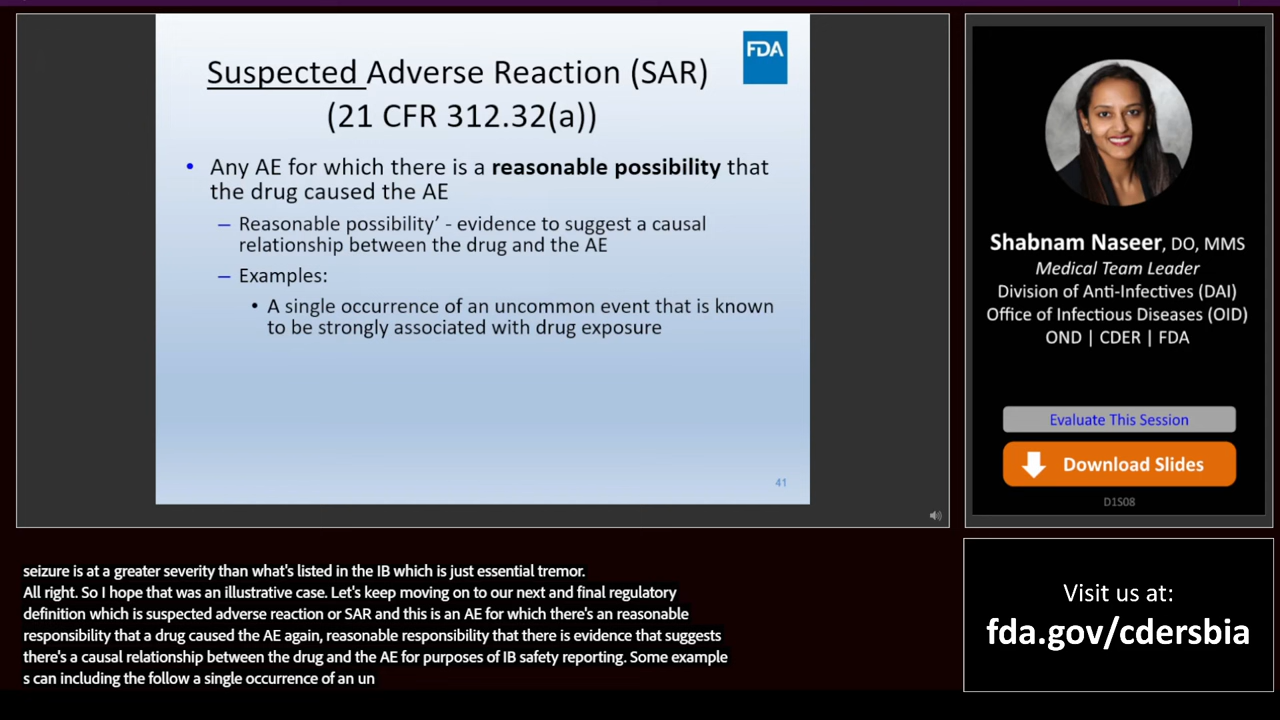 FDA
Suspected Adverse Reaction (SAR)
(21 CFR 312.32(a))
• Any AE for which there is a reasonable possibility that
the drug caused the AE
– Reasonable possibility’ - evidence to suggest a causal
relationship between the drug and the AE
– Examples:
• A single occurrence of an uncommon event that is known
to be strongly associated with drug exposure
41
Shabnam Naseer, DO, MMS
Medical Team Leader
Division of Anti-Infectives (DAI)
Office of Infectious Diseases (OID)
OND | CDER | FDA
Evaluate This Session
Download Slides
D1S08
seizure is at a greater severity than what's listed in the IB which is just essential tremor.
All right. So I hope that was an illustrative case. Let's keep moving on to our next and final regulatory
definition which is suspected adverse reaction or SAR and this is an AE for which there's an reasonable
responsibility that a drug caused the AE again, reasonable responsibility that there is evidence that suggests
there's a causal relationship between the drug and the AE for purposes of IB safety reporting. Some example
s can including the follow a single occurrence of an un
Visit us at:
fda.gov/cdersbia